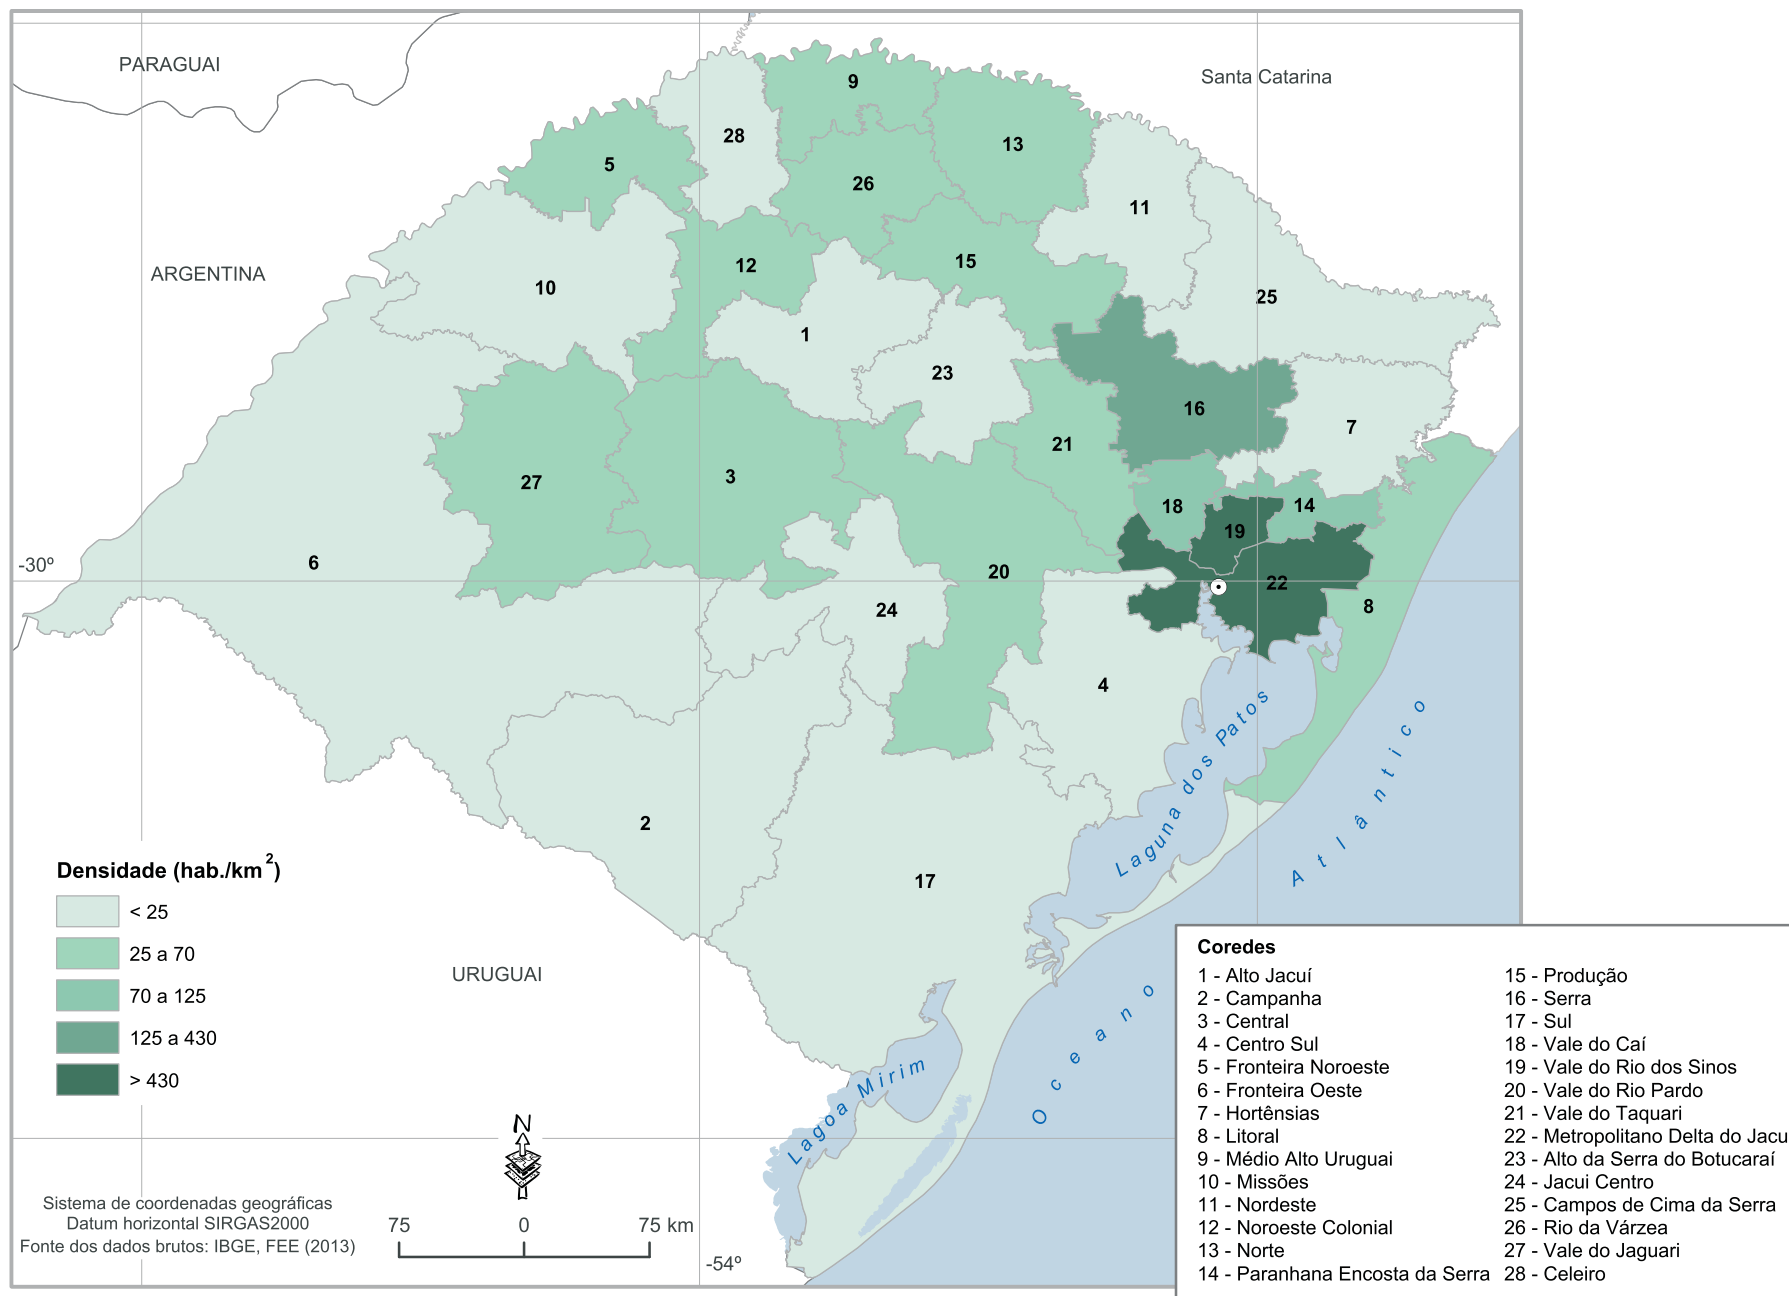 PARAGUAI
Santa Catarina
ARGENTINA
URUGUAI
-30º
-54º
9
28
13
5
26
11
12
15
10
25
1
23
16
7
21
27
3
18
14
19
6
20
22
8
24
4
2
17
Laguna dos Patos
Lagoa Mirim
Oceano Atlântico
Densidade (hab./km²)
< 25
25 a 70
70 a 125
125 a 430
> 430
N
Sistema de coordenadas geográficas
Datum horizontal SIRGAS2000
Fonte dos dados brutos: IBGE, FEE (2013)
75 0 75 km
Coredes
1 - Alto Jacuí
2 - Campanha
3 - Central
4 - Centro Sul
5 - Fronteira Noroeste
6 - Fronteira Oeste
7 - Hortênsias
8 - Litoral
9 - Médio Alto Uruguai
10 - Missões
11 - Nordeste
12 - Noroeste Colonial
13 - Norte
14 - Paranhana Encosta da Serra
15 - Produção
16 - Serra
17 - Sul
18 - Vale do Caí
19 - Vale do Rio dos Sinos
20 - Vale do Rio Pardo
21 - Vale do Taquari
22 - Metropolitano Delta do Jacu
23 - Alto da Serra do Botucaraí
24 - Jacui Centro
25 - Campos de Cima da Serra
26 - Rio da Várzea
27 - Vale do Jaguari
28 - Celeiro